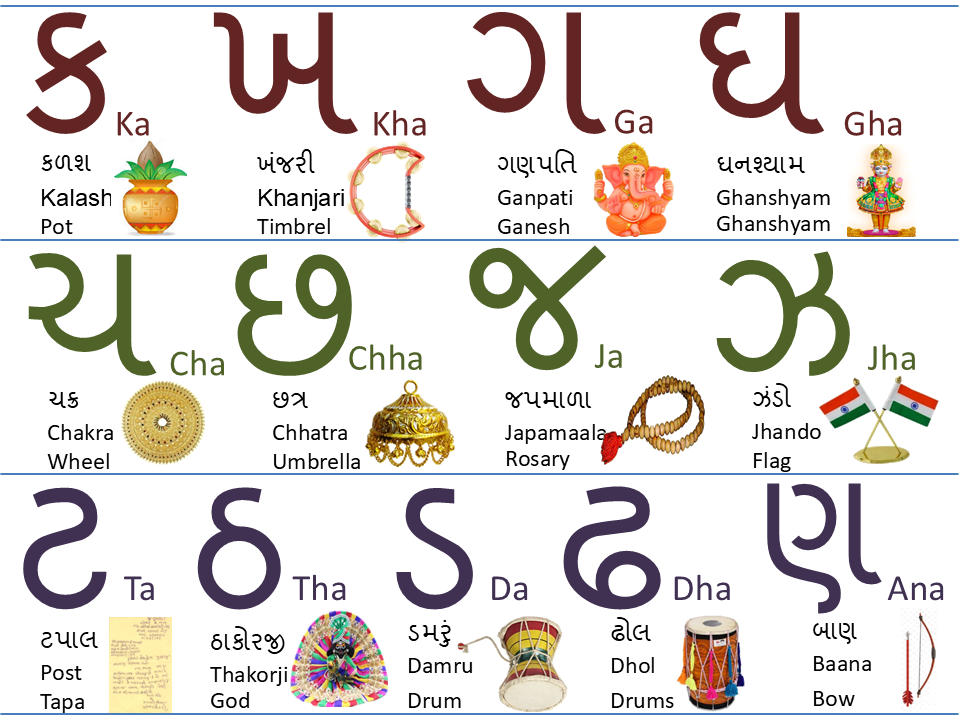 ક ખ ગ ઘ
Ka Kha Ga Gha
કળશ ખંજરી ગણપતિ ઘનશ્યામ
Kalash Khanjari Ganpati Ghanshyam
Pot Timbrel Ganesh Ghanshyam
ચ છ જ ઝ
Cha Chha Ja Jha
ચક્ર છત્ર જપમાળા ઝંડો
Chakra Chhatra Japamaala Jhando
Wheel Umbrella Rosary Flag
ટ ઠ ડ ઢ ણ
Ta Tha Da Dha Ana
ટપાલ ઠાકોરજી ડમરું ઢોલ બાણ
Post Thakorji Damru Dhol Baana
Tapa God Drum Drums Bow